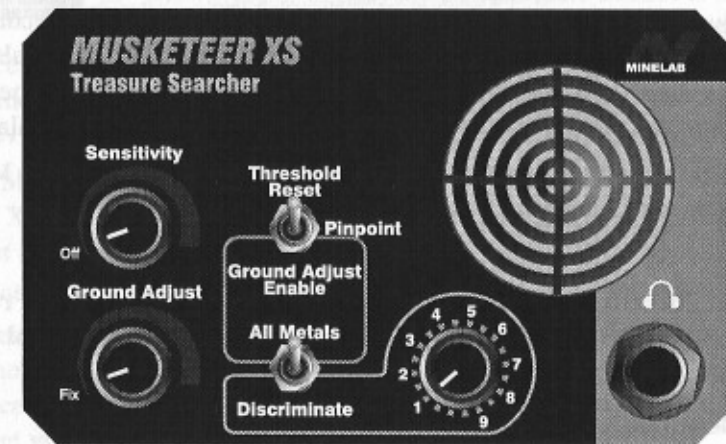 MUSKETEER XS
Treasure Searcher
MINELAB
Sensitivity
Off
Threshold
Reset
Pinpoint
Ground Adjust
Enable
Ground Adjust
Fix
All Metals
Discriminate
1
2
3
4
5
6
7
8
9